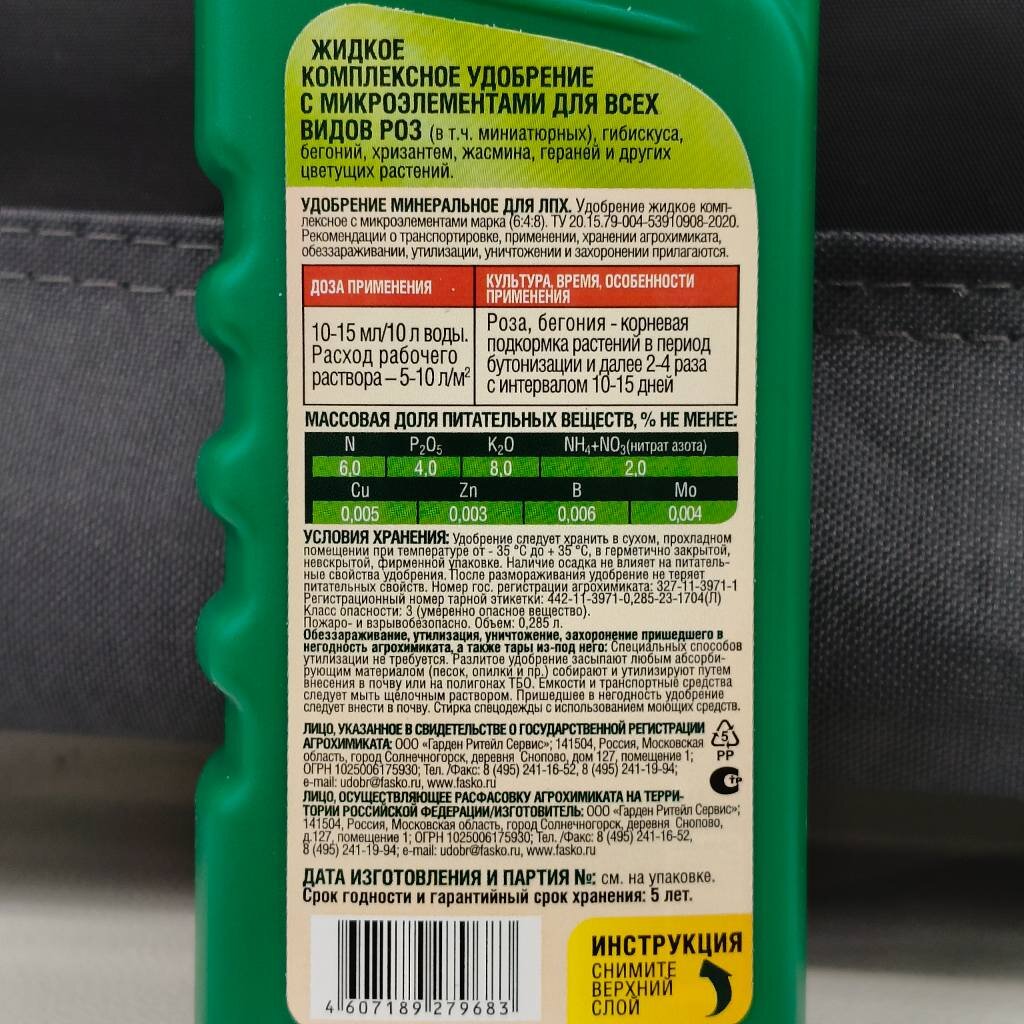 ЖИДКОЕ
КОМПЛЕКСНОЕ УДОБРЕНИЕ
С МИКРОЭЛЕМЕНТАМИ ДЛЯ ВСЕХ
ВИДОВ РОЗ (в т.ч. миниатюрных), гибискуса,
бегоний, хризантем, жасмина, гераней и других
цветущих растений.
УДОБРЕНИЕ МИНЕРАЛЬНОЕ ДЛЯ ЛПХ. Удобрение жидкое комп-
лексное с микроэлементами марка (6:4:8). ТУ 20.15.79-004-53910908-2020.
Рекомендации о транспортировке, применении, хранении агрохимиката,
обеззараживании, утилизации, уничтожении и захоронении прилагаются.
ДОЗА ПРИМЕНЕНИЯ
КУЛЬТУРА, ВРЕМЯ, ОСОБЕННОСТИ
ПРИМЕНЕНИЯ
10-15 мл/10 л воды.
Расход рабочего
раствора – 5-10 л/м²
Роза, бегония - корневая
подкормка растений в период
бутонизации и далее 2-4 раза
с интервалом 10-15 дней
МАССОВАЯ ДОЛЯ ПИТАТЕЛЬНЫХ ВЕЩЕСТВ, % НЕ МЕНЕЕ:
N P₂O₅ K₂O NH₄+NO₃(нитрат азота)
6,0 4,0 8,0 2,0
Cu Zn B Mo
0,005 0,003 0,006 0,004
УСЛОВИЯ ХРАНЕНИЯ: Удобрение следует хранить в сухом, прохладном
помещении при температуре от - 35 °С до + 35 °С, в герметично закрытой,
невскрытой, фирменной упаковке. Наличие осадка не влияет на питатель-
ные свойства удобрения. После размораживания удобрение не теряет
питательных свойств. Номер гос. регистрации агрохимиката: 327-11-3971-1
Регистрационный номер тарной этикетки: 442-11-3971-0,285-23-1704(Л)
Класс опасности: 3 (умеренно опасное вещество).
Пожаро- и взрывобезопасно. Объем: 0,285 л.
Обеззараживание, утилизация, уничтожение, захоронение пришедшего в
негодность агрохимиката, а также тары из-под него: Специальных способов
утилизации не требуется. Разлитое удобрение засыпают любым абсорби-
рующим материалом (песок, опилки и пр.) собирают и утилизируют путем
внесения в почву или на полигонах ТБО. Емкости и транспортные средства
следует мыть щёлочным раствором. Пришедшее в негодность удобрение
следует внести в почву. Стирка спецодежды с использованием моющих средств.
ЛИЦО, УКАЗАННОЕ В СВИДЕТЕЛЬСТВЕ О ГОСУДАРСТВЕННОЙ РЕГИСТРАЦИИ
АГРОХИМИКАТА: ООО «Гарден Ритейл Сервис»; 141504, Россия, Московская
область, город Солнечногорск, деревня Снопово, дом 127, помещение 1;
ОГРН 1025006175930; Тел. /Факс: 8 (495) 241-16-52, 8 (495) 241-19-94;
e-mail: udobr@fasko.ru, www.fasko.ru
5
PP
ЛИЦО, ОСУЩЕСТВЛЯЮЩЕЕ РАСФАСОВКУ АГРОХИМИКАТА НА ТЕРРИ-
ТОРИИ РОССИЙСКОЙ ФЕДЕРАЦИИ/ИЗГОТОВИТЕЛЬ: ООО «Гарден Ритейл Сервис»;
141504, Россия, Московская область, город Солнечногорск, деревня Снопово,
д.127, помещение 1; ОГРН 1025006175930; Тел. /Факс: 8 (495) 241-16-52,
8 (495) 241-19-94; e-mail: udobr@fasko.ru, www.fasko.ru
ДАТА ИЗГОТОВЛЕНИЯ И ПАРТИЯ №: см. на упаковке.
Срок годности и гарантийный срок хранения: 5 лет.
4 607189 279683
ИНСТРУКЦИЯ
СНИМИТЕ
ВЕРХНИЙ
СЛОЙ